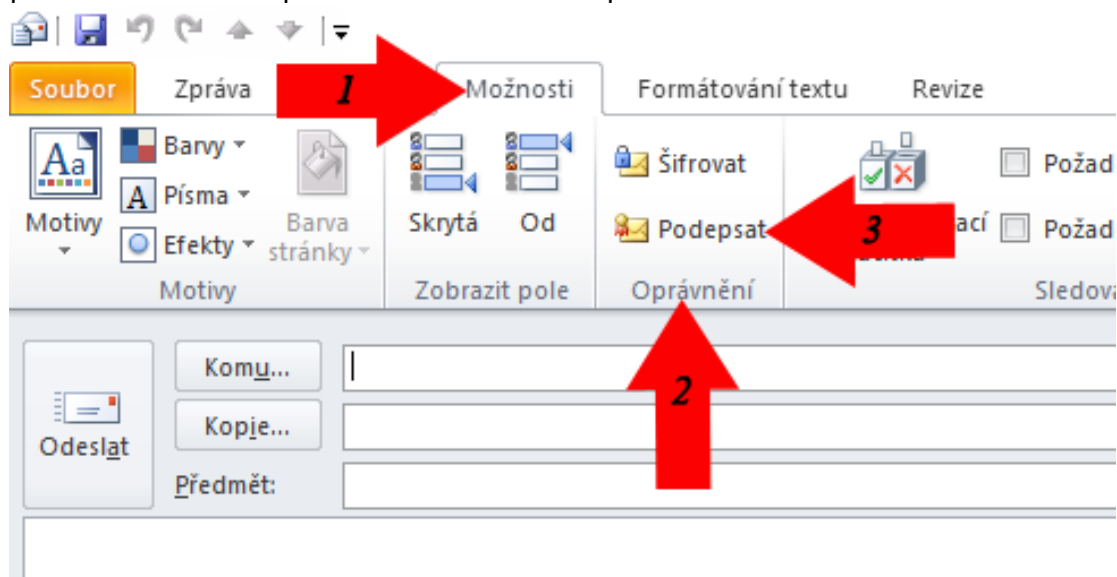 Soubor Zpráva 1 Možnosti Formátování textu Revize
Aa Barvy Šifrovat Požad
A Písma
Motivy Barva stránky Skrytá Od Podepsat 3 ací Požad
Efekty
Motivy Zobrazit pole Oprávnění Sledov
Komu...
2
Kopie...
Odeslat
Předmět: